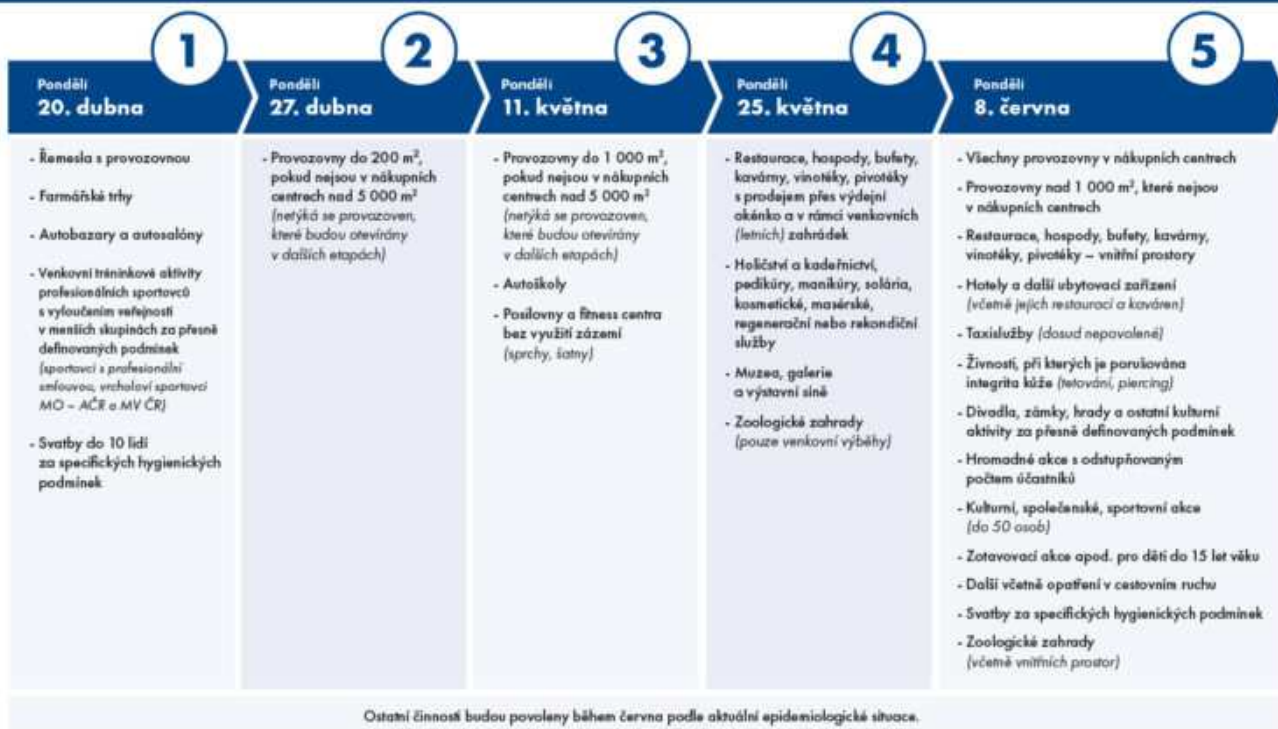 1
Pondělí
20. dubna
- Řemesla s provozovnou
- Farmářské trhy
- Autobazary a autosalóny
- Venkovní tréninkové aktivity
profesionálních sportovců
s vyloučením veřejnosti
v menších skupinách za přesně
definovaných podmínek
(sportovci s profesionální
smlouvou, vrcholoví sportovci
MO – AČR a MV ČR)
- Svatby do 10 lidí
za specifických hygienických
podmínek
2
Pondělí
27. dubna
- Provozovny do 200 m²,
pokud nejsou v nákupních
centrech nad 5 000 m²
(netýká se provozoven,
které budou otevírány
v dalších etapách)
3
Pondělí
11. května
- Provozovny do 1 000 m²,
pokud nejsou v nákupních
centrech nad 5 000 m²
(netýká se provozoven,
které budou otevírány
v dalších etapách)
- Autoškoly
- Posilovny a fitness centra
bez využití zázemí
(sprchy, šatny)
4
Pondělí
25. května
- Restaurace, hospody, bufety,
kavárny, vinotéky, pivotéky
s prodejem přes výdejní
okénko a v rámci venkovních
(letních) zahrádek
- Holičství a kadeřnictví,
pedikúry, manikúry, solária,
kosmetické, masérské,
regenerační nebo rekondiční
služby
- Muzea, galerie
a výstavní síně
- Zoologické zahrady
(pouze venkovní výběhy)
5
Pondělí
8. června
- Všechny provozovny v nákupních centrech
- Provozovny nad 1 000 m², které nejsou
v nákupních centrech
- Restaurace, hospody, bufety, kavárny,
vinotéky, pivotéky – vnitřní prostory
- Hotely a další ubytovací zařízení
(včetně jejich restaurací a kaváren)
- Taxislužby (dosud nepovolené)
- Živnosti, při kterých je porušována
integrita kůže (tetování, piercing)
- Divadla, zámky, hrady a ostatní kulturní
aktivity za přesně definovaných podmínek
- Hromadné akce s odstupňovaným
počtem účastníků
- Kulturní, společenské, sportovní akce
(do 50 osob)
- Zotavovací akce apod. pro děti do 15 let věku
- Další včetně opatření v cestovním ruchu
- Svatby za specifických hygienických podmínek
- Zoologické zahrady
(včetně vnitřních prostor)
Ostatní činnosti budou povoleny během června podle aktuální epidemiologické situace.